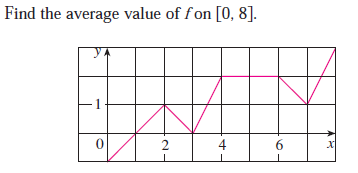 Find the average value of f on [0, 8].
y
1
0 2 4 6 x